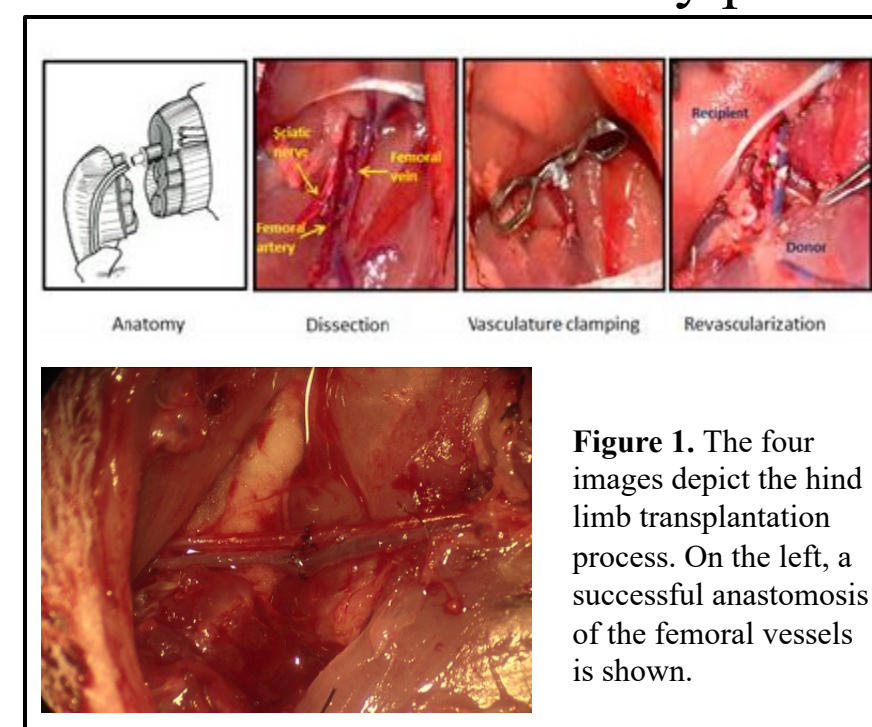 Sciatic
nerve
Femoral
vein
Femoral
artery
Recipient
Donor
Anatomy
Dissection
Vasculature clamping
Revascularization
Figure 1. The four
images depict the hind
limb transplantation
process. On the left, a
successful anastomosis
of the femoral vessels
is shown.